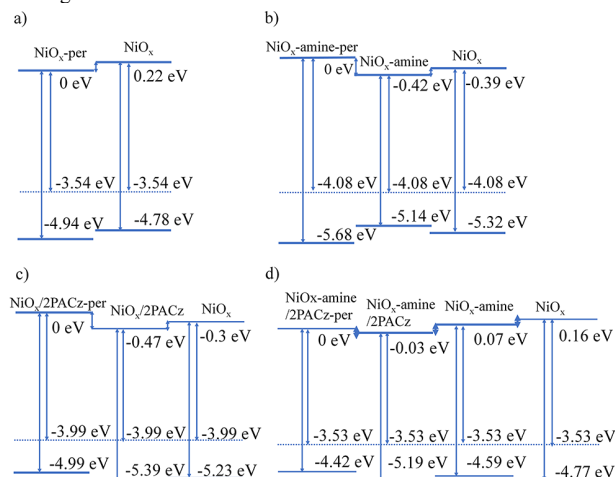 a)
NiOₓ-per NiOₓ
0 eV 0.22 eV
-3.54 eV -3.54 eV
-4.94 eV -4.78 eV
b)
NiOₓ-amine-per NiOₓ-amine NiOₓ
0 eV -0.42 eV -0.39 eV
-4.08 eV -4.08 eV -4.08 eV
-5.68 eV -5.14 eV -5.32 eV
c)
NiOₓ/2PACz-per NiOₓ/2PACz NiOₓ
0 eV -0.47 eV -0.3 eV
-3.99 eV -3.99 eV -3.99 eV
-4.99 eV -5.39 eV -5.23 eV
d)
NiOx-amine NiOₓ-amine NiOₓ-amine NiOₓ
/2PACz-per /2PACz
0 eV -0.03 eV 0.07 eV 0.16 eV
-3.53 eV -3.53 eV -3.53 eV -3.53 eV
-4.42 eV -5.19 eV -4.59 eV -4.77 eV